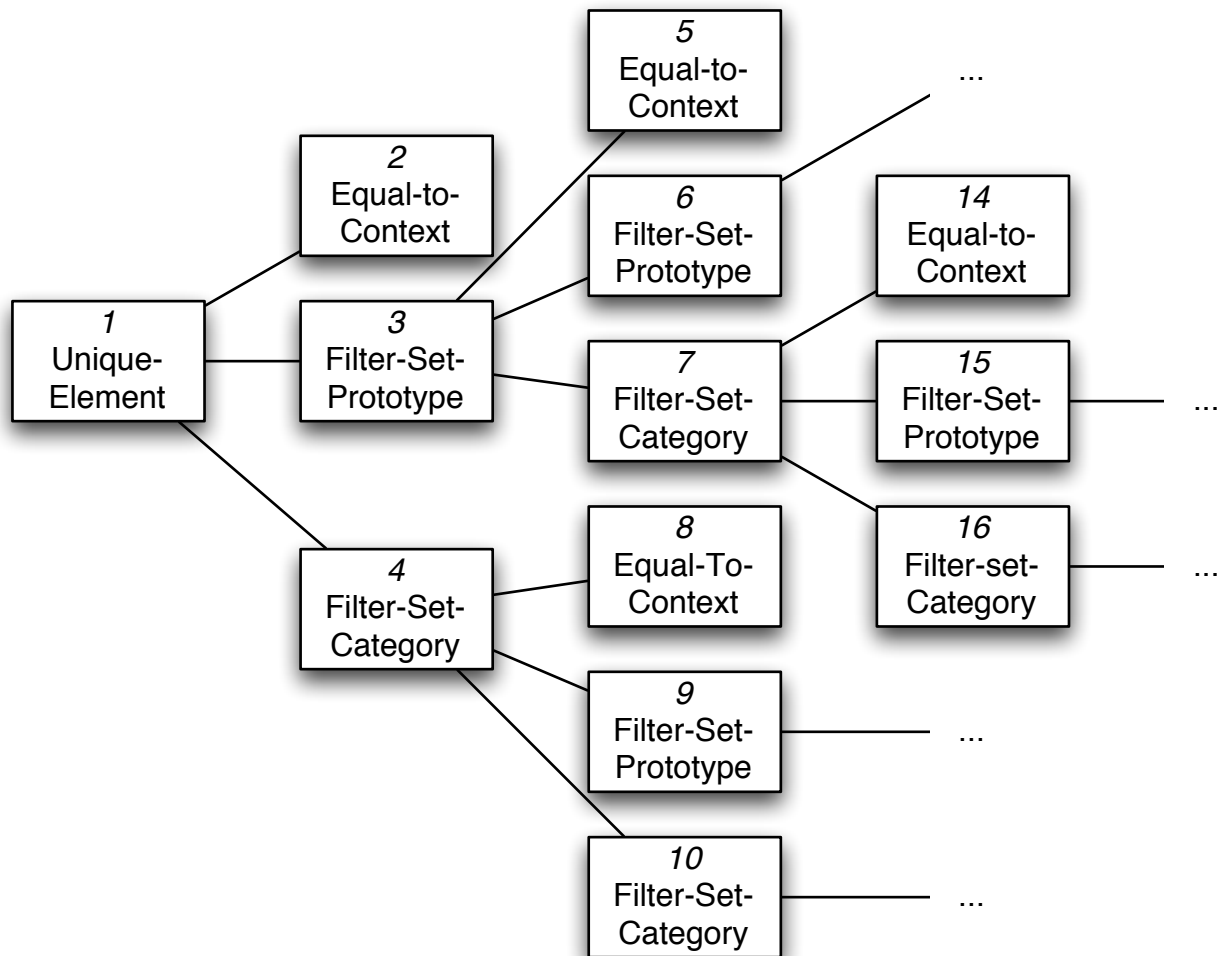 5
Equal-to-
Context
...
2
Equal-to-
Context
6
Filter-Set-
Prototype
14
Equal-to-
Context
1
Unique-
Element
3
Filter-Set-
Prototype
7
Filter-Set-
Category
15
Filter-Set-
Prototype
...
4
Filter-Set-
Category
8
Equal-To-
Context
16
Filter-set-
Category
...
9
Filter-Set-
Prototype
...
10
Filter-Set-
Category
...